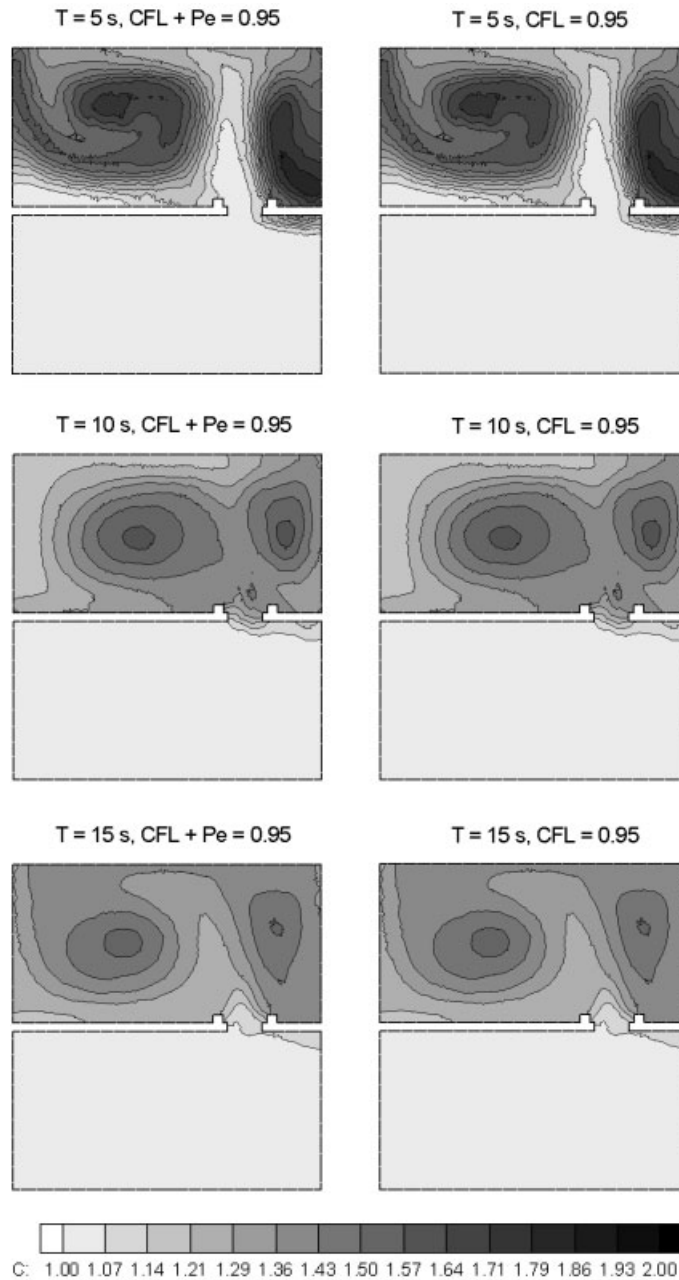 T = 5 s, CFL + Pe = 0.95
T = 5 s, CFL = 0.95
T = 10 s, CFL + Pe = 0.95
T = 10 s, CFL = 0.95
T = 15 s, CFL + Pe = 0.95
T = 15 s, CFL = 0.95
C: 1.00 1.07 1.14 1.21 1.29 1.36 1.43 1.50 1.57 1.64 1.71 1.79 1.86 1.93 2.00